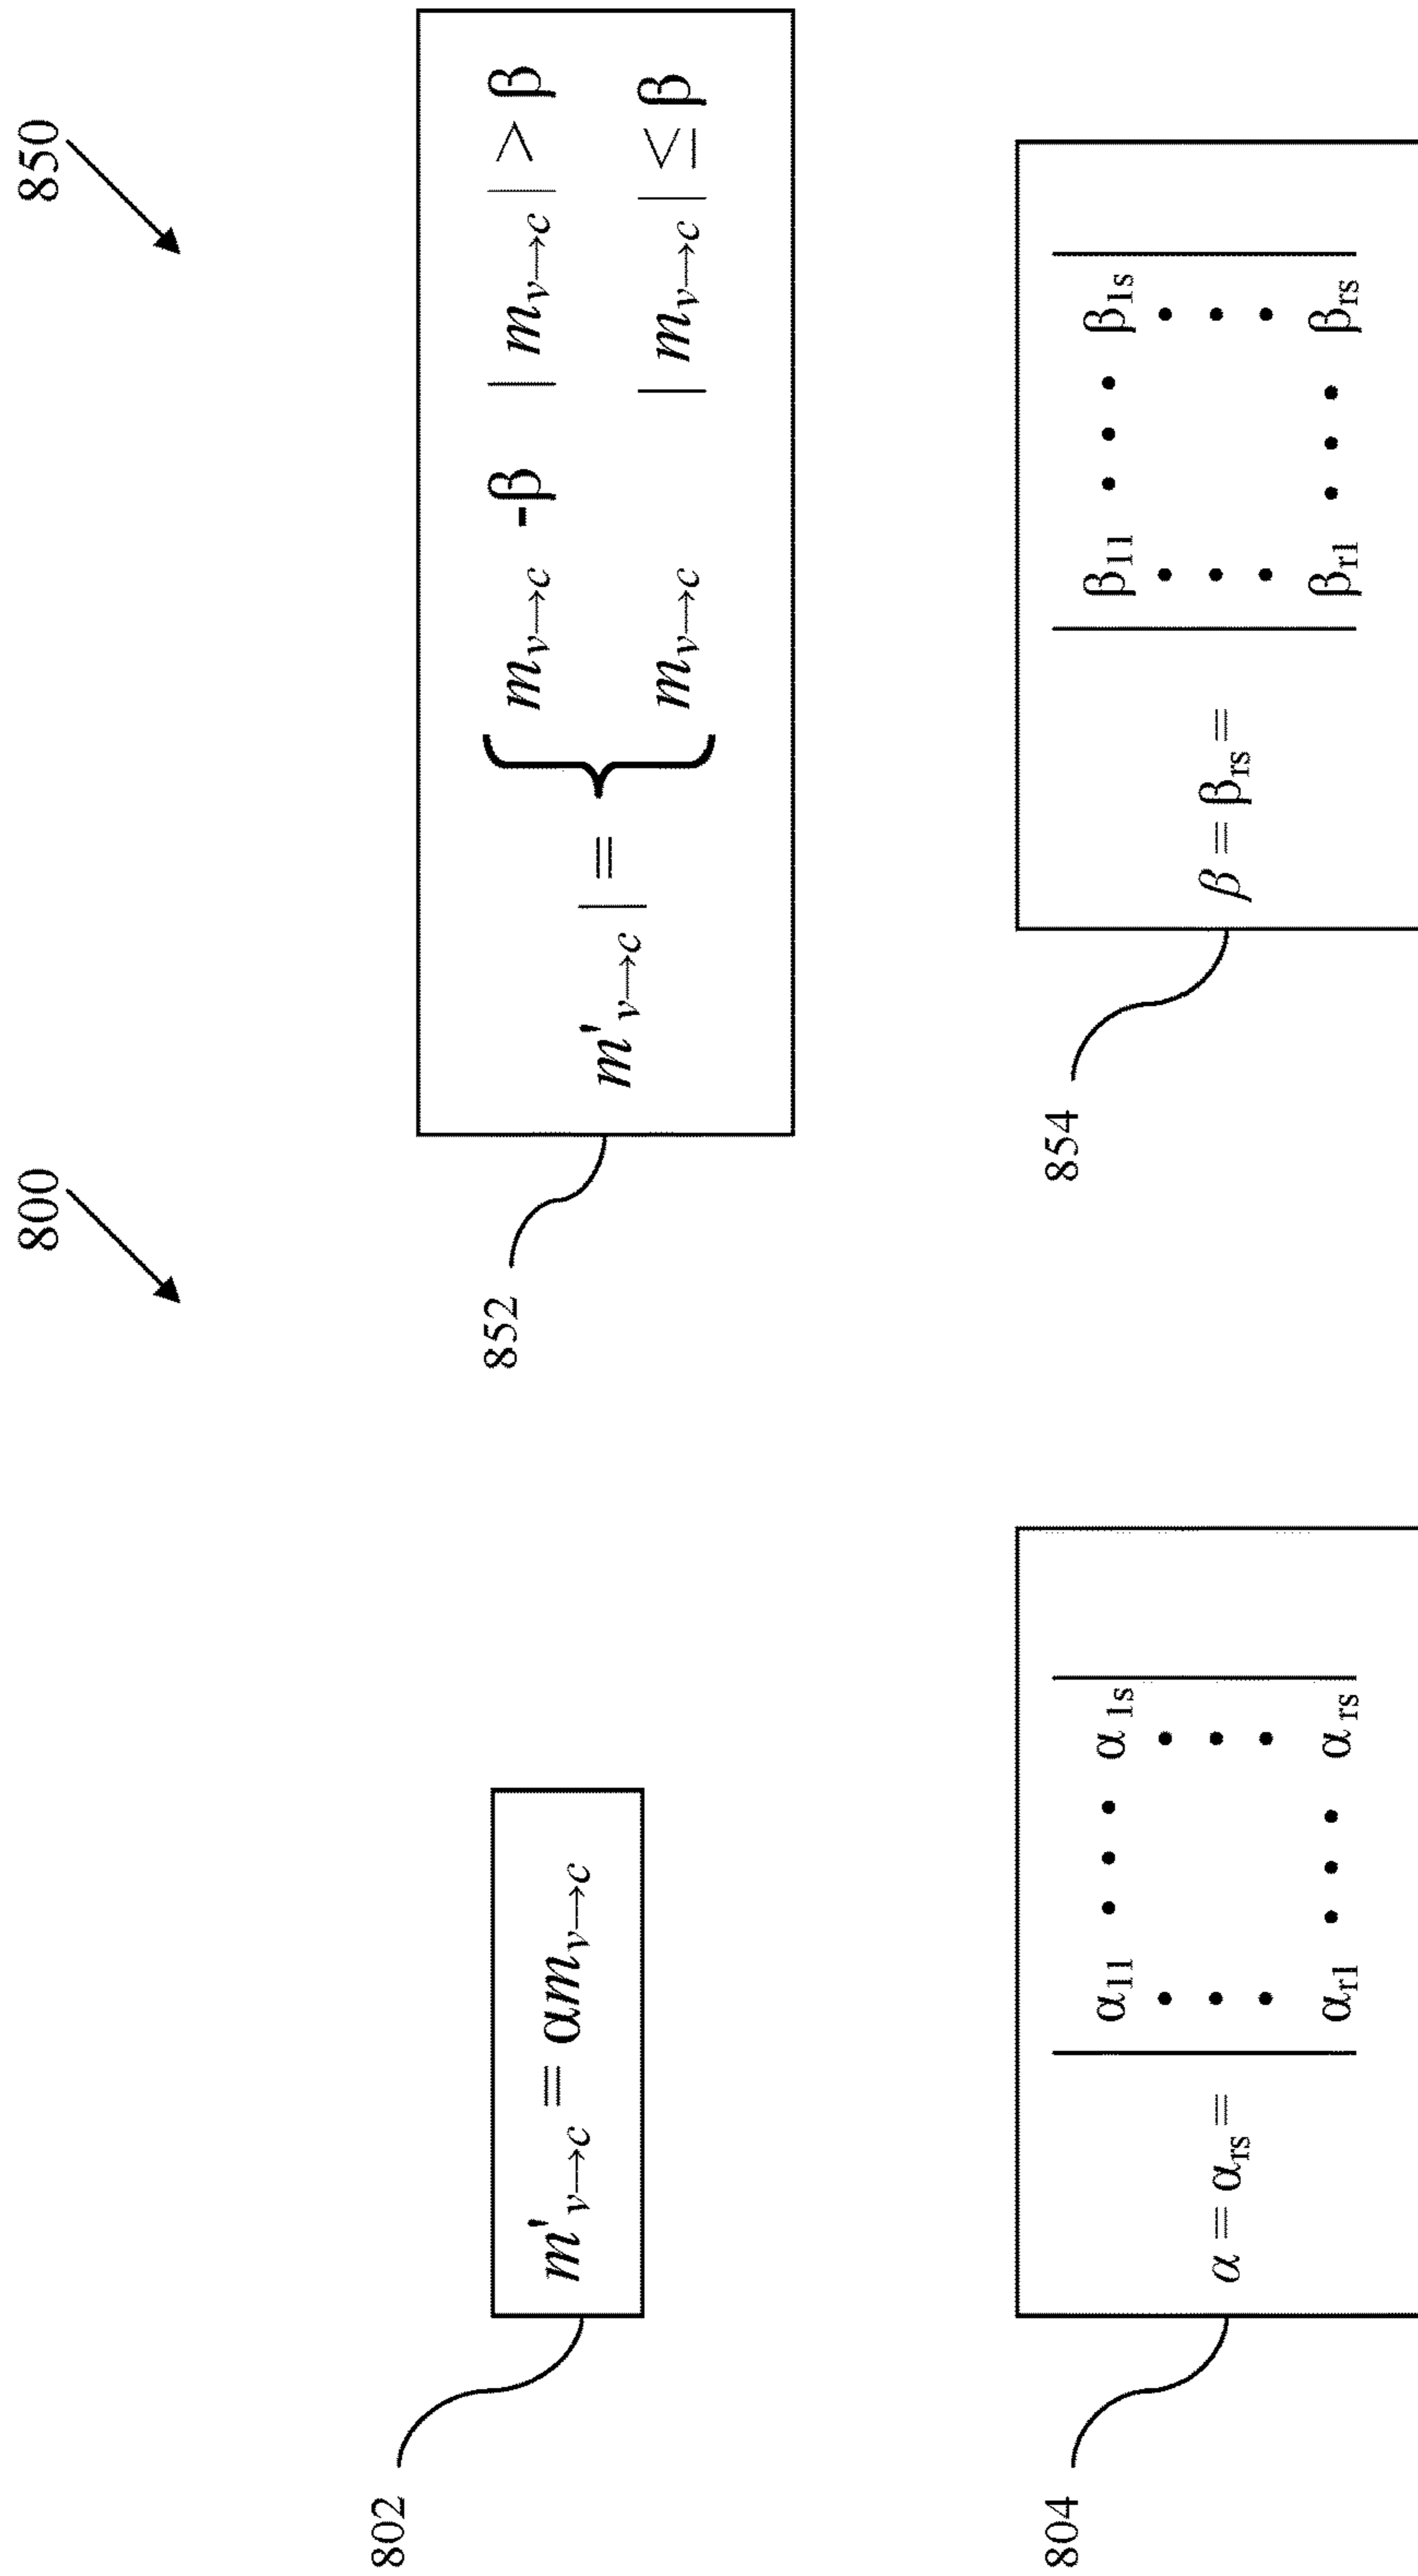 800
802
m'ᵥ→c = αmᵥ→c
804
α = αrs =
α11 • • • α1s
•
•
•
•
•
•
αr1 • • • αrs
850
852
m'ᵥ→c| = { mᵥ→c -β |mᵥ→c| > β
mᵥ→c |mᵥ→c| ≤ β
854
β = βrs =
β11 • • • β1s
•
•
•
•
•
•
βr1 • • • βrs